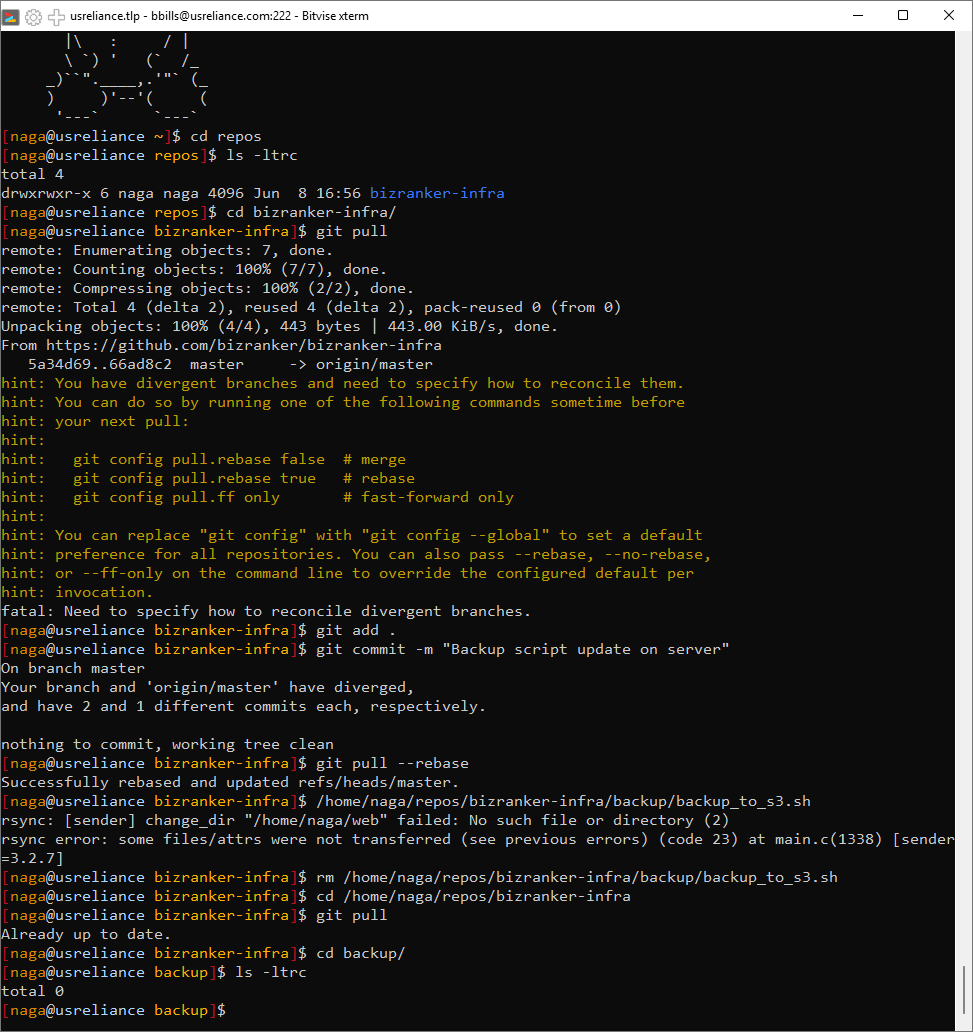 usreliance.tlp - bbills@usreliance.com:222 - Bitvise xterm
       |\   :     / |
       \ `) '   (`  /_
     _)``".____,.'"` (_
     )     )'--'(     (
      '---`      `---`
[naga@usreliance ~]$ cd repos
[naga@usreliance repos]$ ls -ltrc
total 4
drwxrwxr-x 6 naga naga 4096 Jun  8 16:56 bizranker-infra
[naga@usreliance repos]$ cd bizranker-infra/
[naga@usreliance bizranker-infra]$ git pull
remote: Enumerating objects: 7, done.
remote: Counting objects: 100% (7/7), done.
remote: Compressing objects: 100% (2/2), done.
remote: Total 4 (delta 2), reused 4 (delta 2), pack-reused 0 (from 0)
Unpacking objects: 100% (4/4), 443 bytes | 443.00 KiB/s, done.
From https://github.com/bizranker/bizranker-infra
   5a34d69..66ad8c2  master     -> origin/master
hint: You have divergent branches and need to specify how to reconcile them.
hint: You can do so by running one of the following commands sometime before
hint: your next pull:
hint:
hint:   git config pull.rebase false  # merge
hint:   git config pull.rebase true   # rebase
hint:   git config pull.ff only       # fast-forward only
hint:
hint: You can replace "git config" with "git config --global" to set a default
hint: preference for all repositories. You can also pass --rebase, --no-rebase,
hint: or --ff-only on the command line to override the configured default per
hint: invocation.
fatal: Need to specify how to reconcile divergent branches.
[naga@usreliance bizranker-infra]$ git add .
[naga@usreliance bizranker-infra]$ git commit -m "Backup script update on server"
On branch master
Your branch and 'origin/master' have diverged,
and have 2 and 1 different commits each, respectively.

nothing to commit, working tree clean
[naga@usreliance bizranker-infra]$ git pull --rebase
Successfully rebased and updated refs/heads/master.
[naga@usreliance bizranker-infra]$ /home/naga/repos/bizranker-infra/backup/backup_to_s3.sh
rsync: [sender] change_dir "/home/naga/web" failed: No such file or directory (2)
rsync error: some files/attrs were not transferred (see previous errors) (code 23) at main.c(1338) [sender
=3.2.7]
[naga@usreliance bizranker-infra]$ rm /home/naga/repos/bizranker-infra/backup/backup_to_s3.sh
[naga@usreliance bizranker-infra]$ cd /home/naga/repos/bizranker-infra
[naga@usreliance bizranker-infra]$ git pull
Already up to date.
[naga@usreliance bizranker-infra]$ cd backup/
[naga@usreliance backup]$ ls -ltrc
total 0
[naga@usreliance backup]$